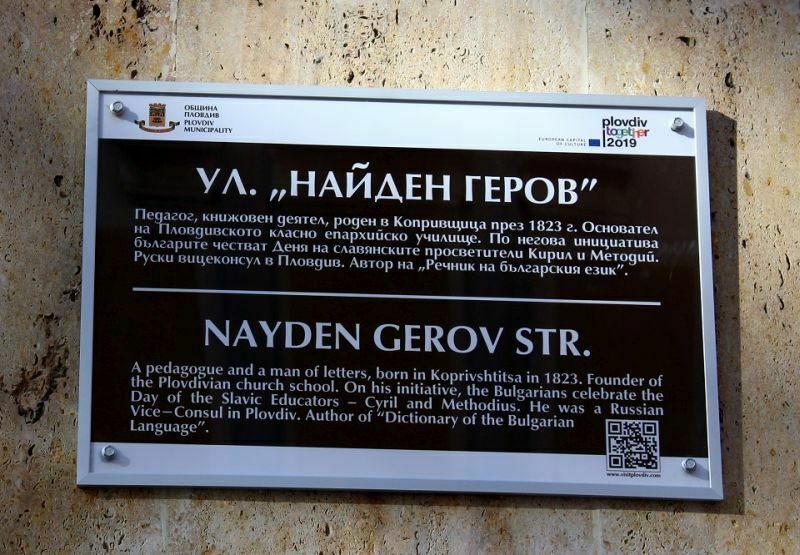 ОБЩИНА
ПЛОВДИВ
PLOVDIV
MUNICIPALITY
EUROPEAN CAPITAL
OF CULTURE
plovdiv
together
2019
УЛ. „НАЙДЕН ГЕРОВ”
Педагог, книжовен деятел, роден в Копривщица през 1823 г. Основател
на Пловдивското класно епархийско училище. По негова инициатива
българите честват Деня на славянските просветители Кирил и Методий.
Руски вицеконсул в Пловдив. Автор на „Речник на българския език”.
NAYDEN GEROV STR.
A pedagogue and a man of letters, born in Koprivshtitsa in 1823. Founder of
the Plovdivian church school. On his initiative, the Bulgarians celebrate the
Day of the Slavic Educators – Cyril and Methodius. He was a Russian
Vice–Consul in Plovdiv. Author of “Dictionary of the Bulgarian
Language”.
www.visitplovdiv.com